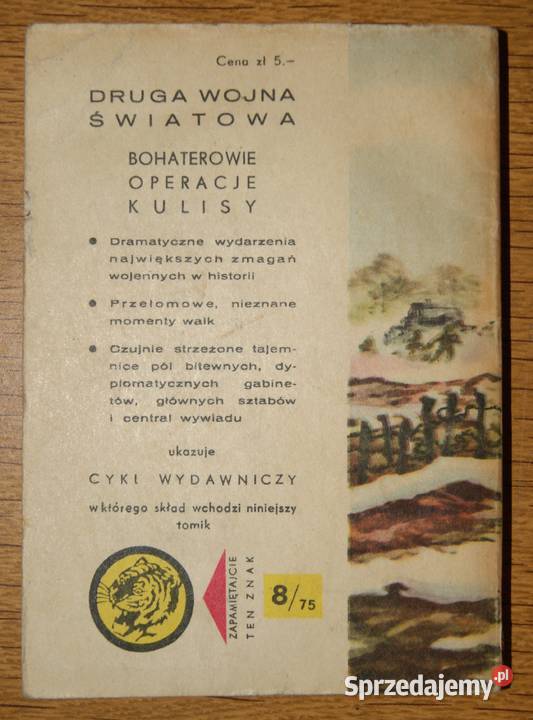 Cena zł 5.–
DRUGA WOJNA
ŚWIATOWA
BOHATEROWIE
OPERACJE
KULISY
● Dramatyczne wydarzenia
największych zmagań
wojennych w historii
● Przełomowe, nieznane
momenty walk
● Czujnie strzeżone tajem-
nice pól bitewnych, dy-
plomatycznych gabine-
tów, głównych sztabów
i central wywiadu
ukazuje
CYKL WYDAWNICZY
w którego skład wchodzi niniejszy
tomik
ZAPAMIĘTAJCIE
TEN ZNAK
8/75
Sprzedajemy.pl